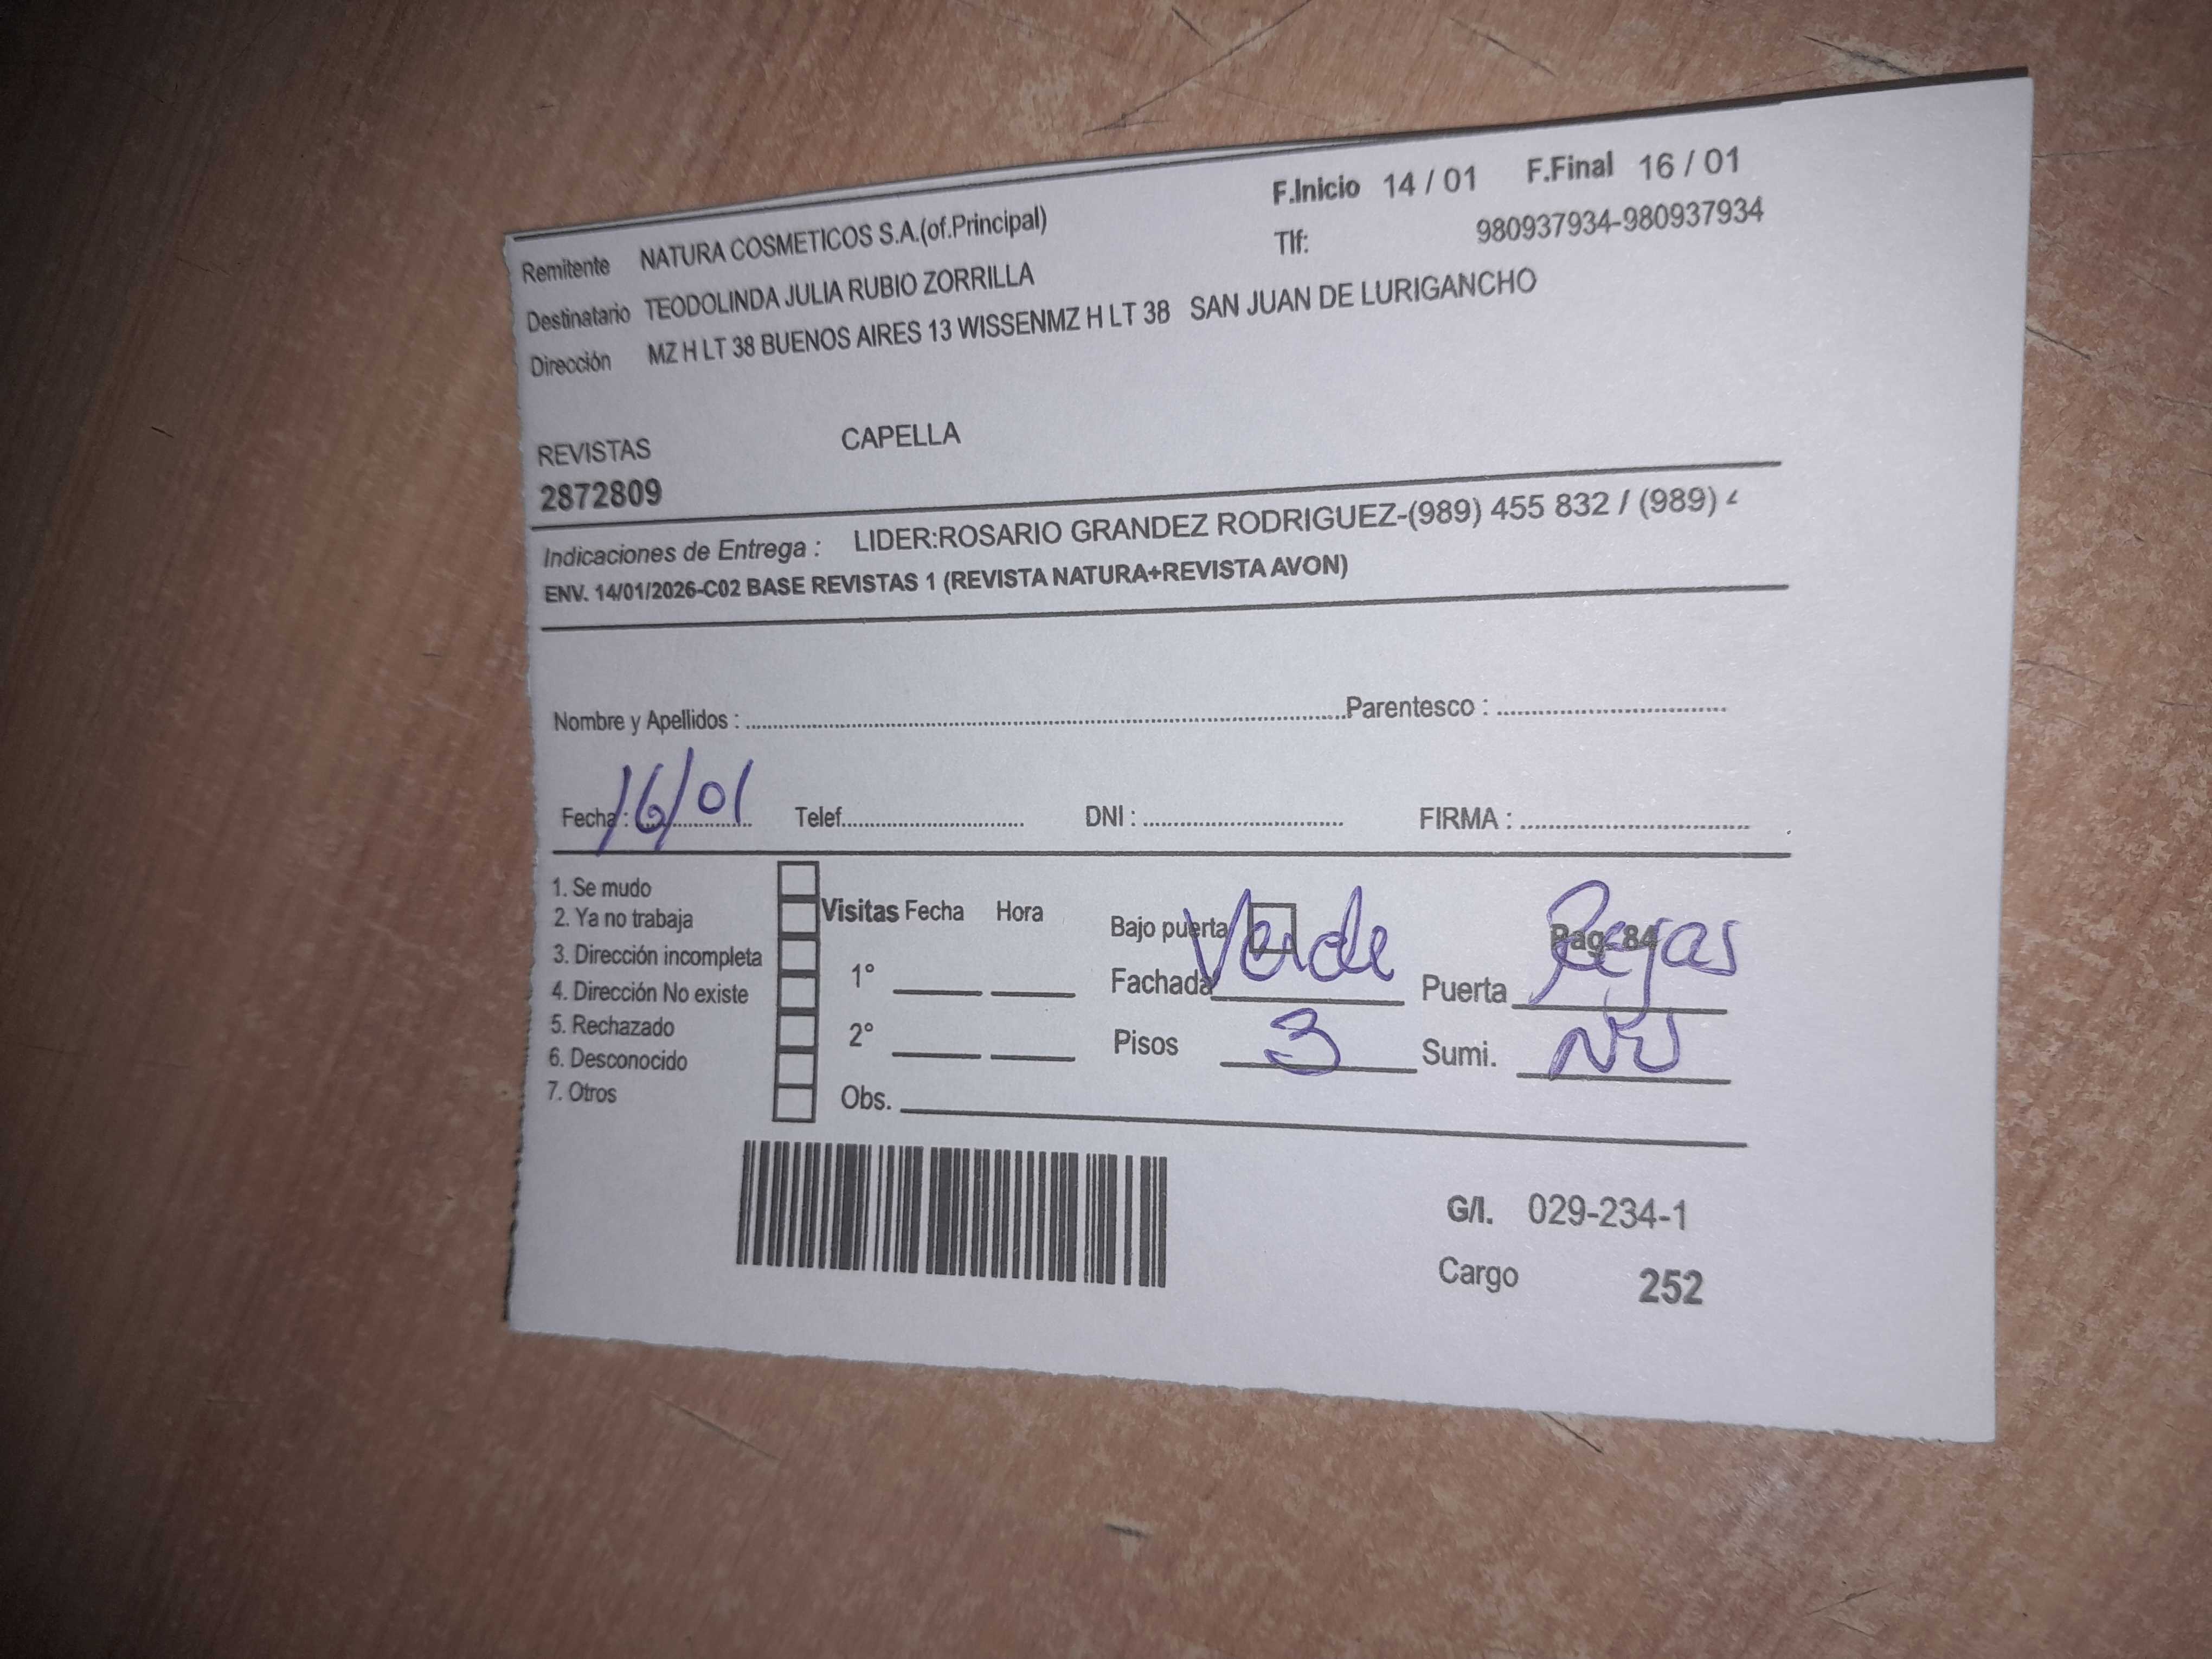 F.Inicio 14 / 01 F.Final 16 / 01
Remitente NATURA COSMETICOS S.A.(of.Principal) Tlf: 980937934-980937934
Destinatario TEODOLINDA JULIA RUBIO ZORRILLA
Dirección MZ H LT 38 BUENOS AIRES 13 WISSENMZ H LT 38 SAN JUAN DE LURIGANCHO
REVISTAS CAPELLA
2872809
Indicaciones de Entrega : LIDER:ROSARIO GRANDEZ RODRIGUEZ-(989) 455 832 / (989)
ENV. 14/01/2026-C02 BASE REVISTAS 1 (REVISTA NATURA+REVISTA AVON)
Nombre y Apellidos : Parentesco :
Fecha : 16/01 Telef. DNI : FIRMA :
1. Se mudo
2. Ya no trabaja
3. Dirección incompleta
4. Dirección No existe
5. Rechazado
6. Desconocido
7. Otros
Visitas Fecha Hora
1°
2°
Obs.
Bajo puerta Pag- 84
Fachada Verde Puerta Rejas
Pisos 3 Sumi.
G/I. 029-234-1
Cargo 252